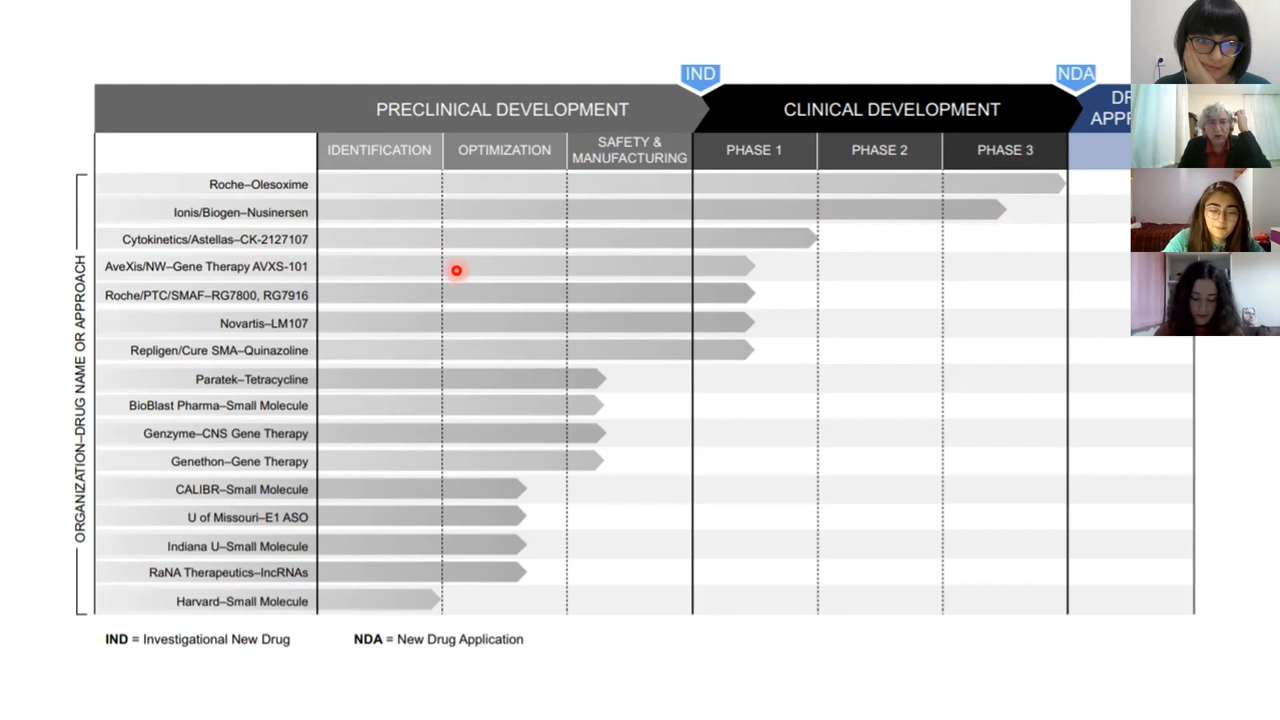 IND
NDA
PRECLINICAL DEVELOPMENT
CLINICAL DEVELOPMENT
IDENTIFICATION
OPTIMIZATION
SAFETY &
MANUFACTURING
PHASE 1
PHASE 2
PHASE 3
ORGANIZATION–DRUG NAME OR APPROACH
Roche–Olesoxime
Ionis/Biogen–Nusinersen
Cytokinetics/Astellas–CK-2127107
AveXis/NW–Gene Therapy AVXS-101
Roche/PTC/SMAF–RG7800, RG7916
Novartis–LM107
Repligen/Cure SMA–Quinazoline
Paratek–Tetracycline
BioBlast Pharma–Small Molecule
Genzyme–CNS Gene Therapy
Genethon–Gene Therapy
CALIBR–Small Molecule
U of Missouri–E1 ASO
Indiana U–Small Molecule
RaNA Therapeutics–lncRNAs
Harvard–Small Molecule
IND = Investigational New Drug
NDA = New Drug Application